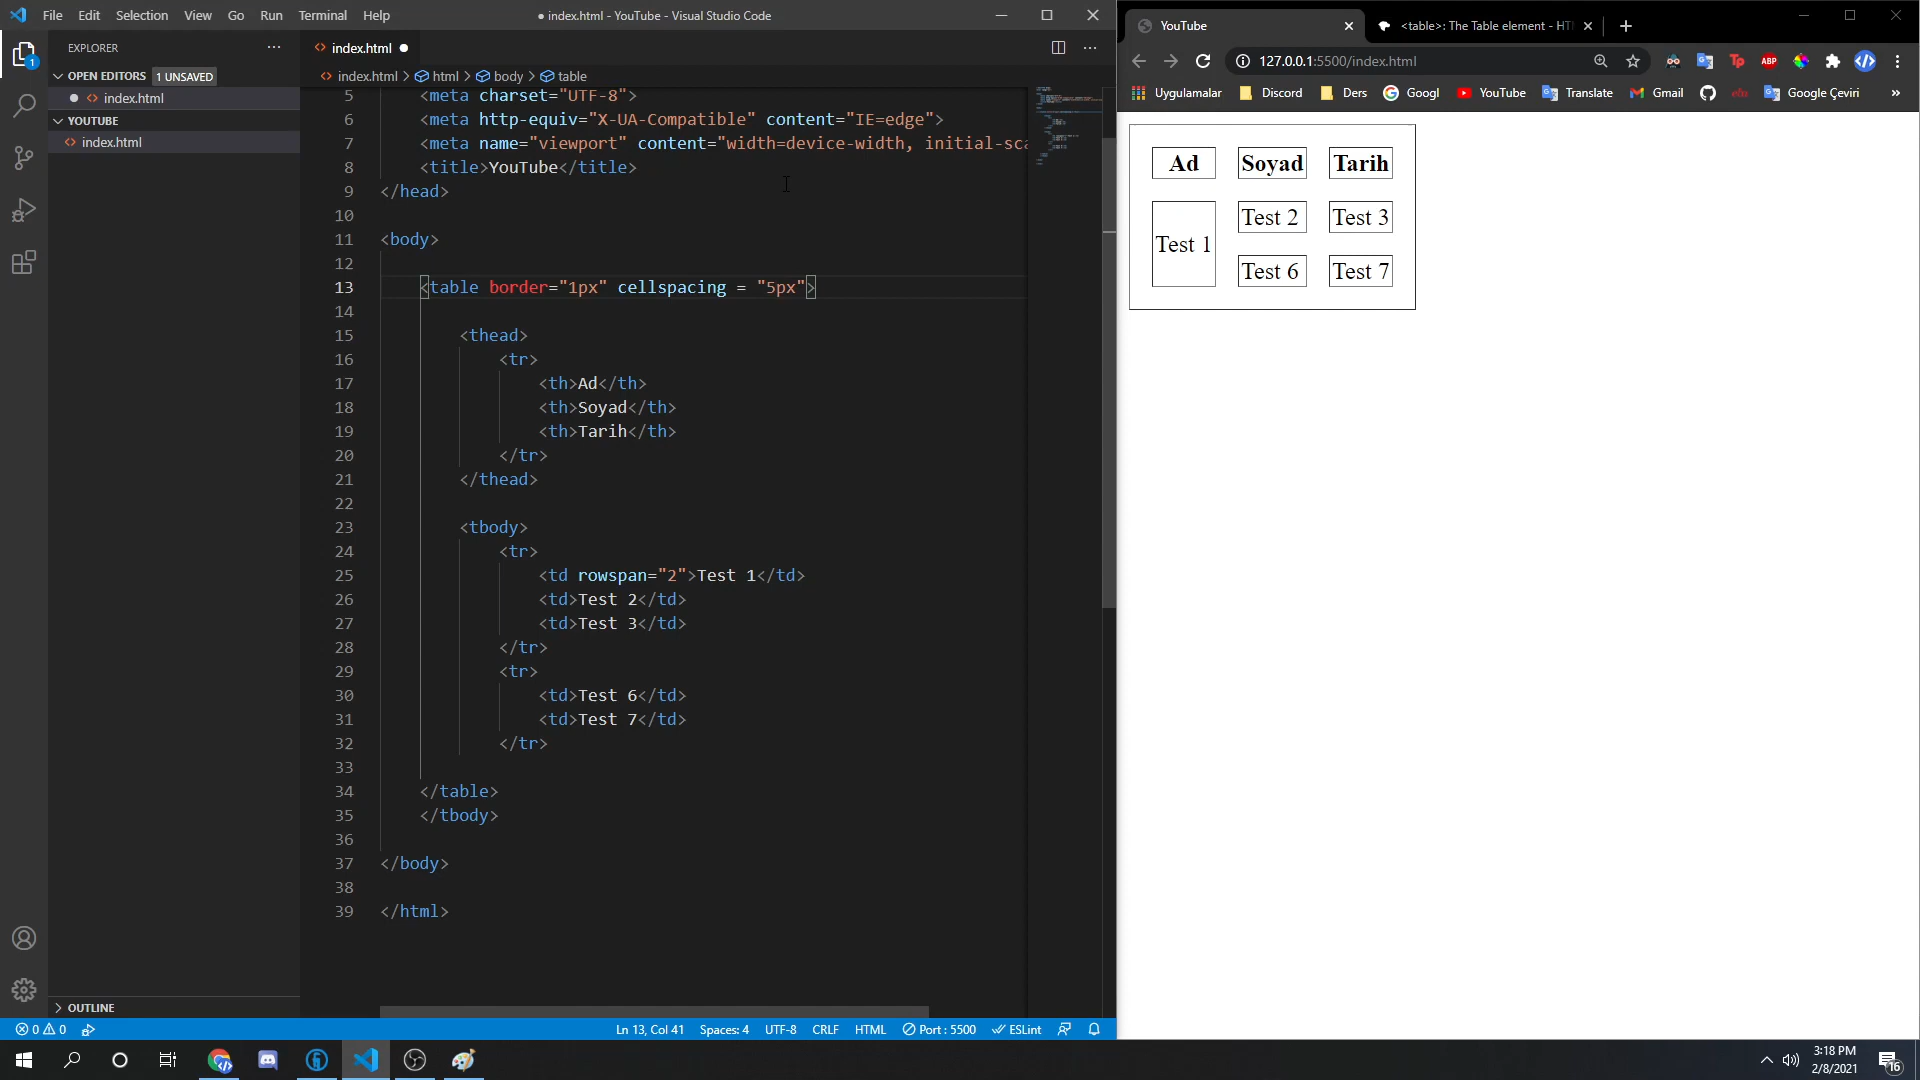 File Edit Selection View Go Run Terminal Help
● index.html - YouTube - Visual Studio Code
EXPLORER
OPEN EDITORS 1 UNSAVED
index.html
YOUTUBE
index.html
OUTLINE
1
index.html
index.html > html > body > table
5 <meta charset="UTF-8">
6 <meta http-equiv="X-UA-Compatible" content="IE=edge">
7 <meta name="viewport" content="width=device-width, initial-sca
8 <title>YouTube</title>
9 </head>
10
11 <body>
12
13 <table border="1px" cellspacing = "5px">
14
15 <thead>
16 <tr>
17 <th>Ad</th>
18 <th>Soyad</th>
19 <th>Tarih</th>
20 </tr>
21 </thead>
22
23 <tbody>
24 <tr>
25 <td rowspan="2">Test 1</td>
26 <td>Test 2</td>
27 <td>Test 3</td>
28 </tr>
29 <tr>
30 <td>Test 6</td>
31 <td>Test 7</td>
32 </tr>
33
34 </table>
35 </tbody>
36
37 </body>
38
39 </html>
0 0 Ln 13, Col 41 Spaces: 4 UTF-8 CRLF HTML Port : 5500 ESLint
YouTube
<table>: The Table element - HT
127.0.0.1:5500/index.html
Tp ABP
Uygulamalar Discord Ders Googl YouTube Translate Gmail Google Çeviri »
Ad Soyad Tarih
Test 1 Test 2 Test 3
Test 6 Test 7
3:18 PM
2/8/2021
16